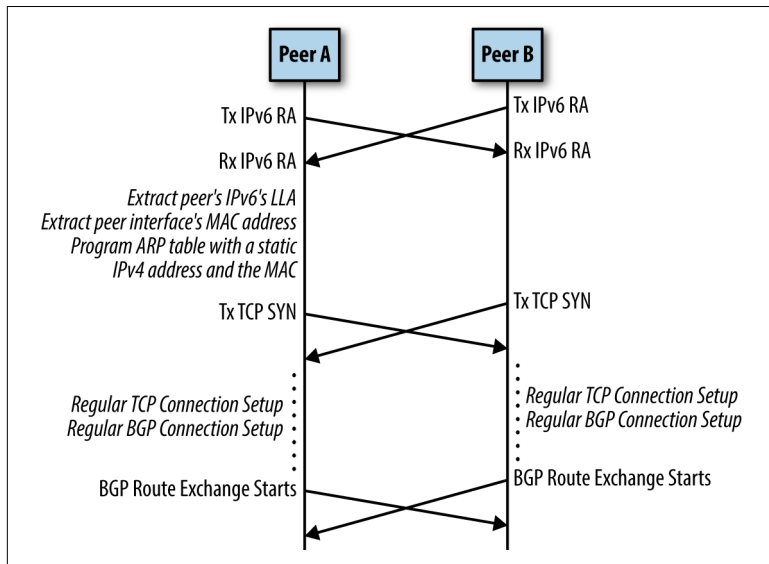 Peer A
Peer B
Tx IPv6 RA
Tx IPv6 RA
Rx IPv6 RA
Rx IPv6 RA
Extract peer's IPv6's LLA
Extract peer interface's MAC address
Program ARP table with a static
IPv4 address and the MAC
Tx TCP SYN
Tx TCP SYN
Regular TCP Connection Setup
Regular BGP Connection Setup
Regular TCP Connection Setup
Regular BGP Connection Setup
BGP Route Exchange Starts
BGP Route Exchange Starts